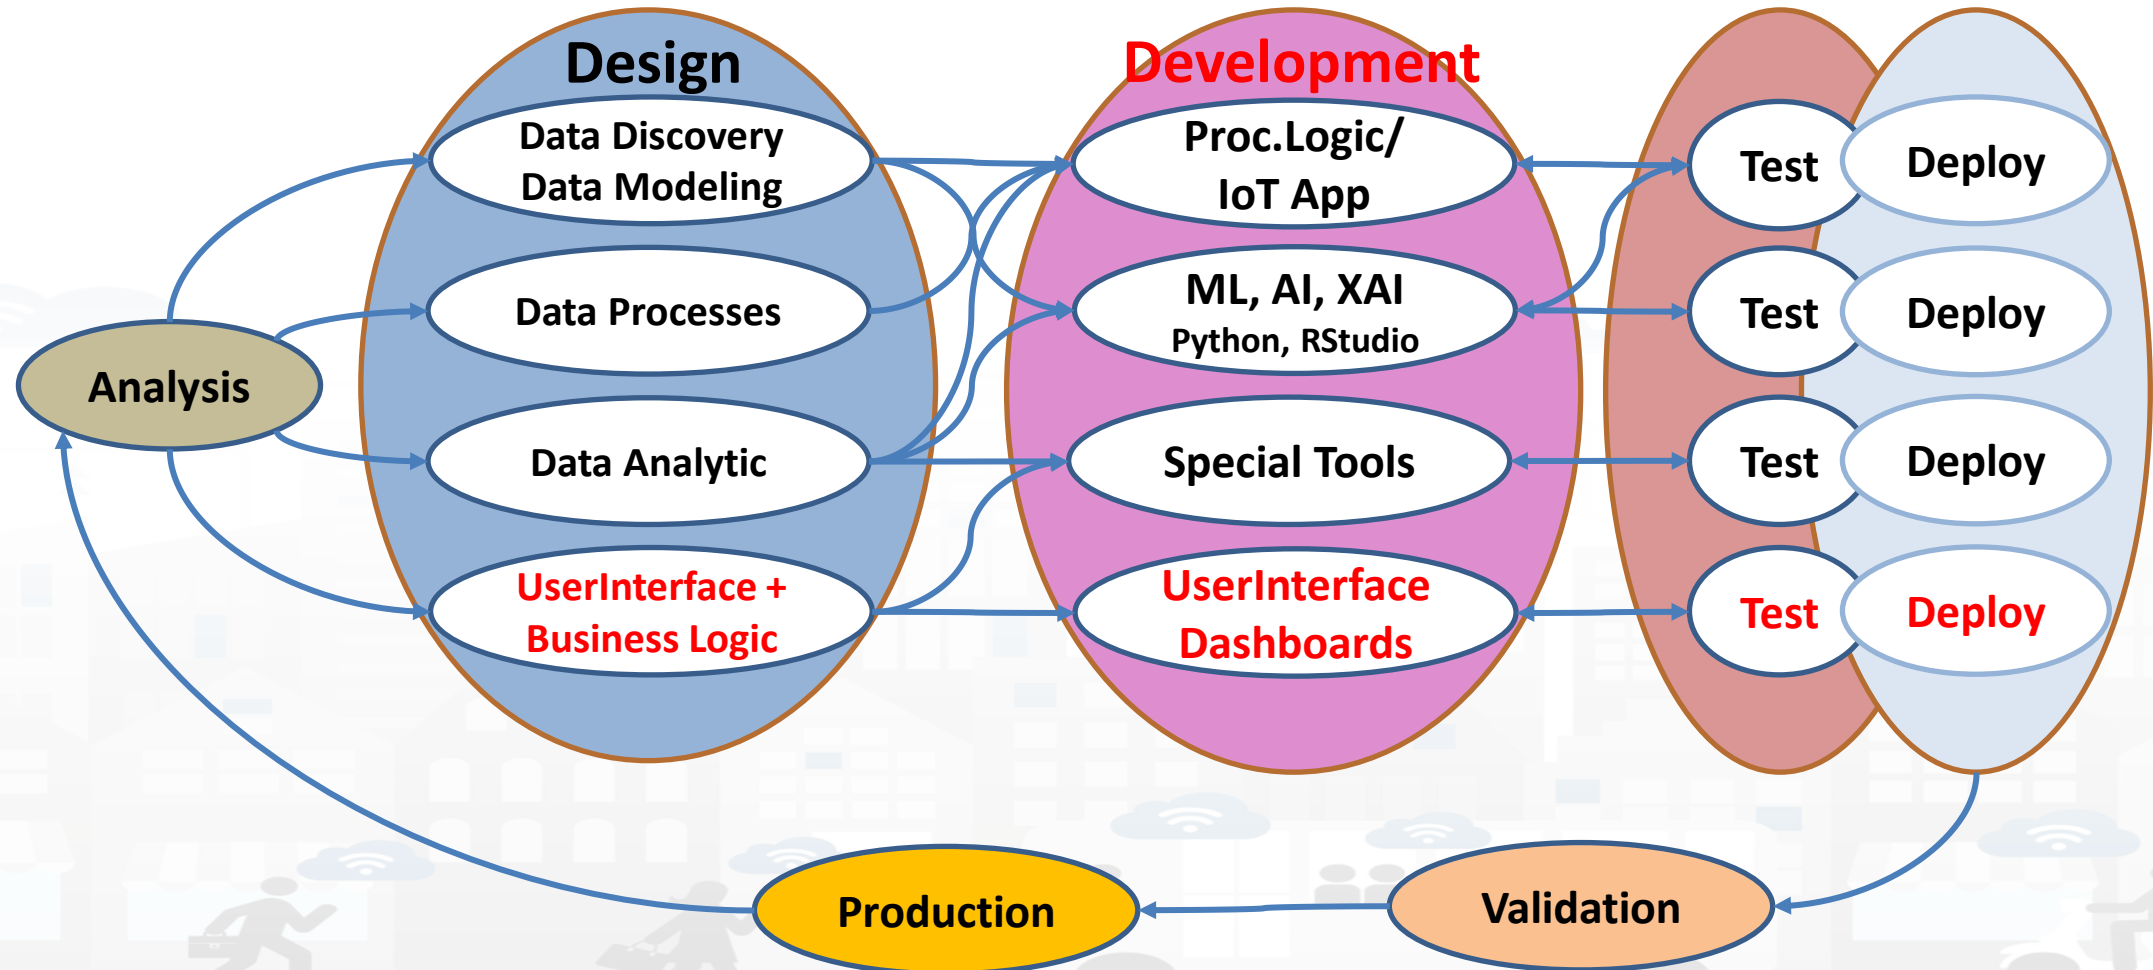 Design
Development
Data Discovery
Data Modeling
Proc.Logic/
IoT App
Test
Deploy
Data Processes
ML, AI, XAI
Python, RStudio
Test
Deploy
Analysis
Data Analytic
Special Tools
Test
Deploy
UserInterface +
Business Logic
UserInterface
Dashboards
Test
Deploy
Production
Validation